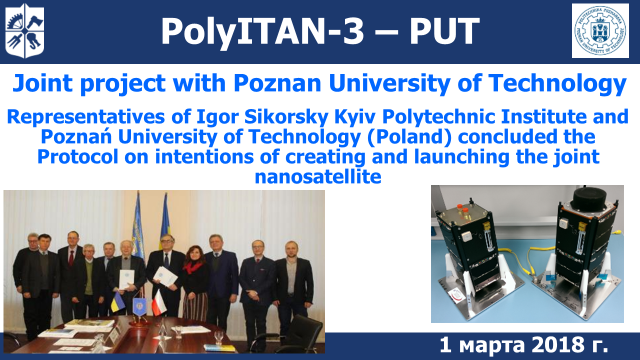 PolyITAN-3 – PUT
Joint project with Poznan University of Technology
Representatives of Igor Sikorsky Kyiv Polytechnic Institute and
Poznań University of Technology (Poland) concluded the
Protocol on intentions of creating and launching the joint
nanosatellite
1 марта 2018 г.